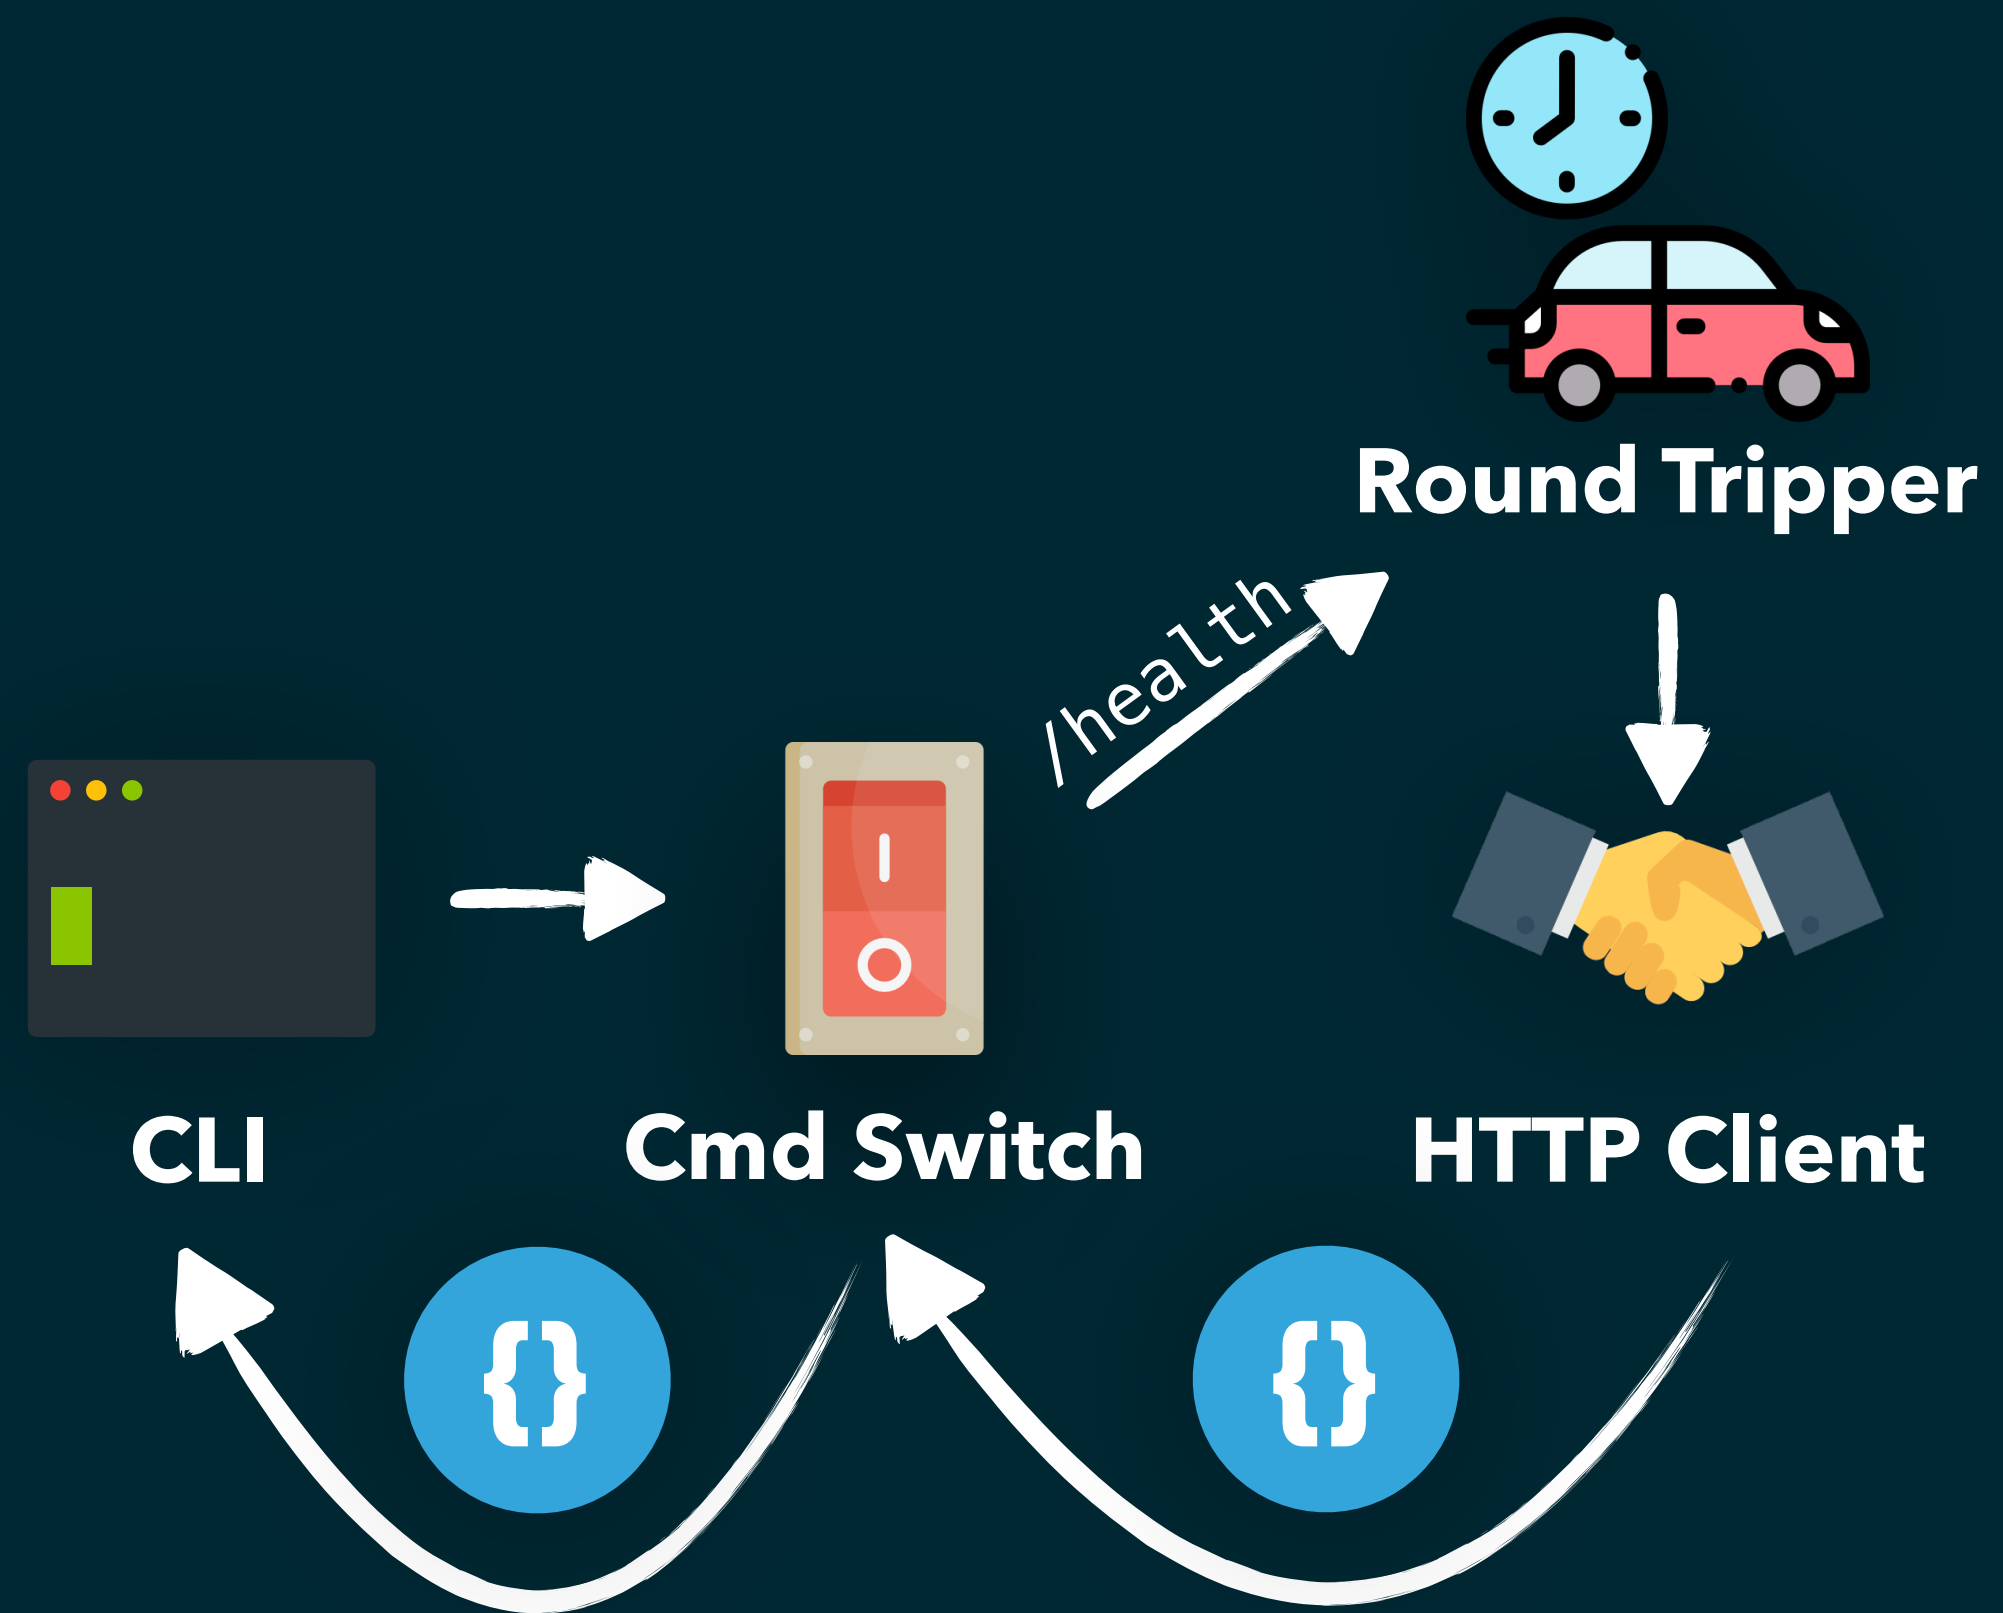 Round Tripper
/health
CLI
Cmd Switch
HTTP Client
{}
{}